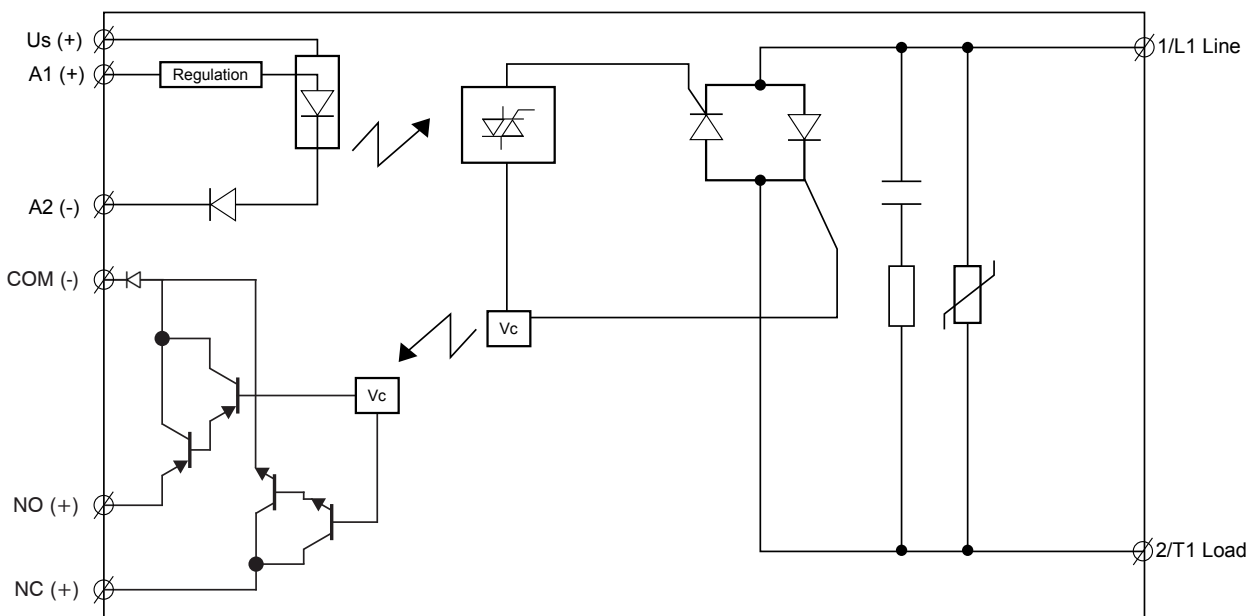 Us (+)
A1 (+)
Regulation
A2 (-)
COM (-)
NO (+)
NC (+)
Vc
Vc
1/L1 Line
2/T1 Load